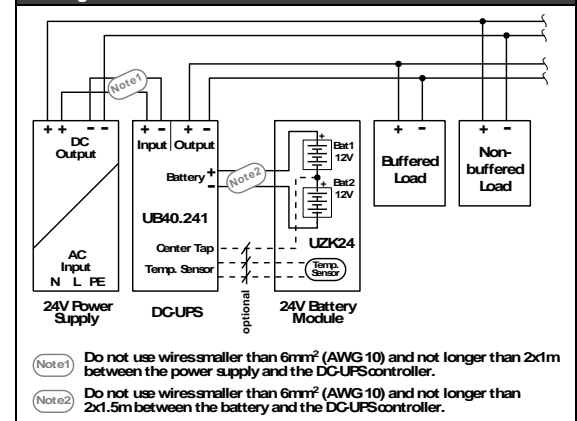 Note1
+ + - -
DC
Output
AC
Input
N L PE
24V Power
Supply
+ - + -
Input Output
Battery + -
UB40.241
Center Tap
Temp. Sensor
DC-UPS
Note2
optional
+
Bat1
12V
+
Bat2
12V
UZK24
Temp.
Sensor
24V Battery
Module
+ -
Buffered
Load
+ -
Non-
buffered
Load
Note1 Do not use wires smaller than 6mm² (AWG 10) and not longer than 2x1m
between the power supply and the DC-UPS controller.
Note2 Do not use wires smaller than 6mm² (AWG 10) and not longer than
2x1.5m between the battery and the DC-UPS controller.